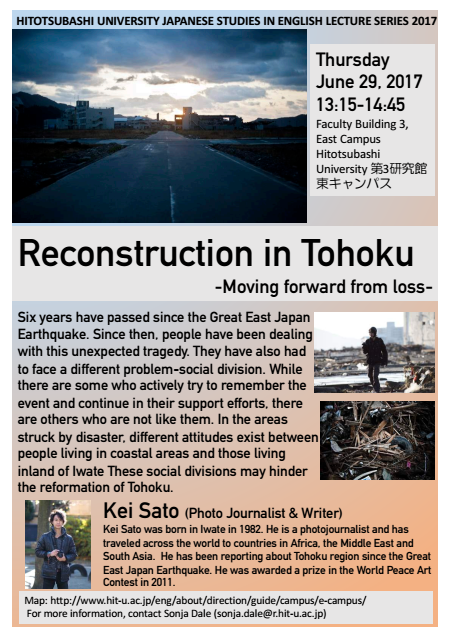 HITOTSUBASHI UNIVERSITY JAPANESE STUDIES IN ENGLISH LECTURE SERIES 2017
Thursday
June 29, 2017
13:15-14:45
Faculty Building 3,
East Campus
Hitotsubashi
University 第3研究館
東キャンパス
Reconstruction in Tohoku
-Moving forward from loss-
Six years have passed since the Great East Japan
Earthquake. Since then, people have been dealing
with this unexpected tragedy. They have also had
to face a different problem-social division. While
there are some who actively try to remember the
event and continue in their support efforts, there
are others who are not like them. In the areas
struck by disaster, different attitudes exist between
people living in coastal areas and those living
inland of Iwate These social divisions may hinder
the reformation of Tohoku.
Kei Sato (Photo Journalist & Writer)
Kei Sato was born in Iwate in 1982. He is a photojournalist and has
traveled across the world to countries in Africa, the Middle East and
South Asia. He has been reporting about Tohoku region since the Great
East Japan Earthquake. He was awarded a prize in the World Peace Art
Contest in 2011.
Map: http://www.hit-u.ac.jp/eng/about/direction/guide/campus/e-campus/
For more information, contact Sonja Dale (sonja.dale@r.hit-u.ac.jp)